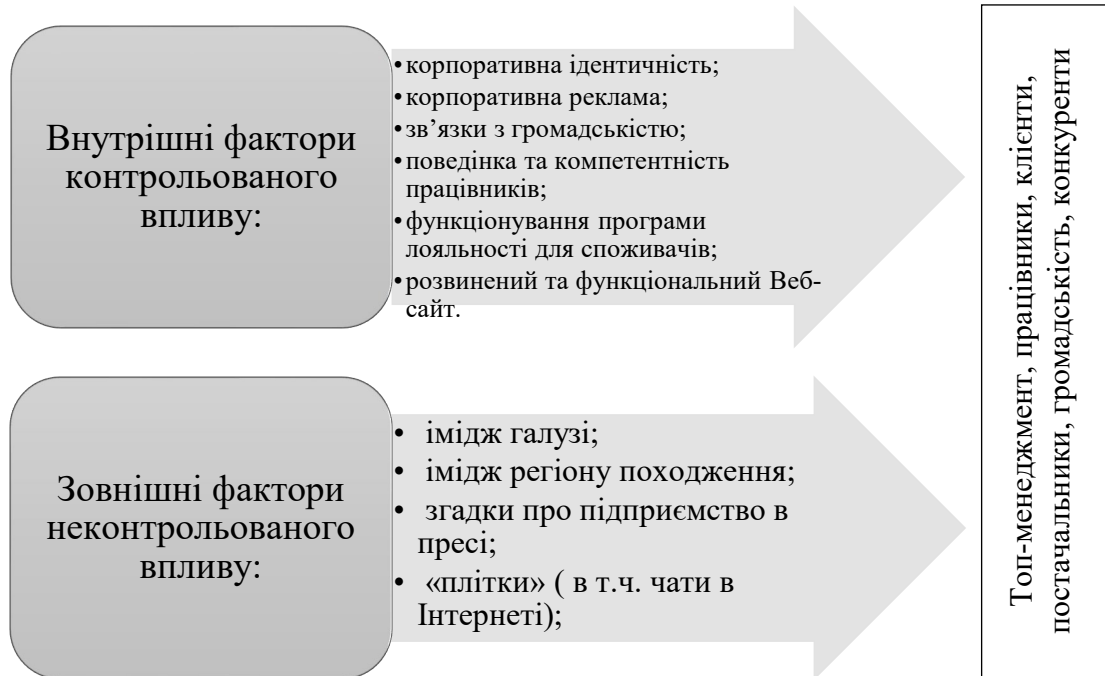 Внутрішні фактори
контрольованого
впливу:
•корпоративна ідентичність;
•корпоративна реклама;
•зв’язки з громадськістю;
•поведінка та компетентність
працівників;
•функціонування програми
лояльності для споживачів;
•розвинений та функціональний Веб-
сайт.
Зовнішні фактори
неконтрольованого
впливу:
• імідж галузі;
• імідж регіону походження;
• згадки про підприємство в
пресі;
• «плітки» ( в т.ч. чати в
Інтернеті);
Топ-менеджмент, працівники, клієнти,
постачальники, громадськість, конкуренти